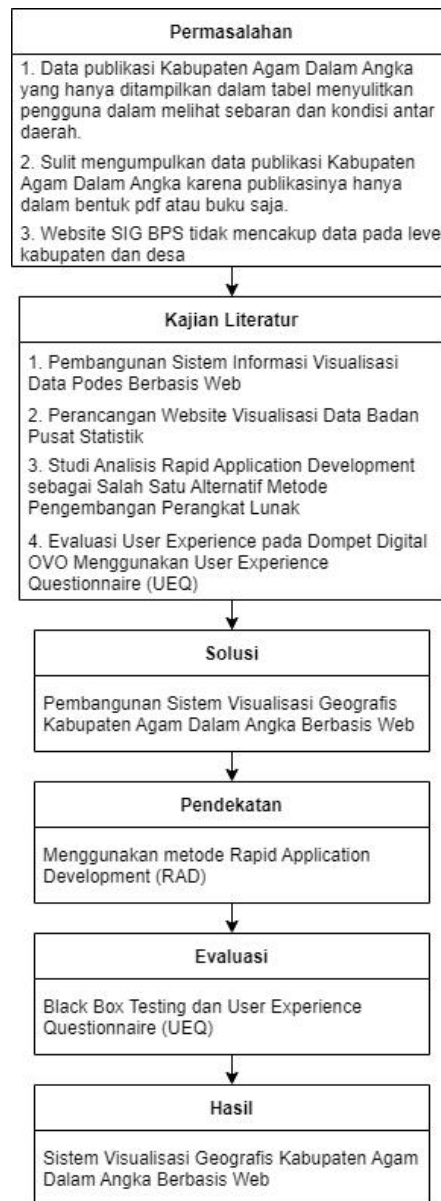 Permasalahan
1. Data publikasi Kabupaten Agam Dalam Angka
yang hanya ditampilkan dalam tabel menyulitkan
pengguna dalam melihat sebaran dan kondisi antar
daerah.
2. Sulit mengumpulkan data publikasi Kabupaten
Agam Dalam Angka karena publikasinya hanya
dalam bentuk pdf atau buku saja.
3. Website SIG BPS tidak mencakup data pada level
kabupaten dan desa
Kajian Literatur
1. Pembangunan Sistem Informasi Visualisasi
Data Podes Berbasis Web
2. Perancangan Website Visualisasi Data Badan
Pusat Statistik
3. Studi Analisis Rapid Application Development
sebagai Salah Satu Alternatif Metode
Pengembangan Perangkat Lunak
4. Evaluasi User Experience pada Dompet Digital
OVO Menggunakan User Experience
Questionnaire (UEQ)
Solusi
Pembangunan Sistem Visualisasi Geografis
Kabupaten Agam Dalam Angka Berbasis Web
Pendekatan
Menggunakan metode Rapid Application
Development (RAD)
Evaluasi
Black Box Testing dan User Experience
Questionnaire (UEQ)
Hasil
Sistem Visualisasi Geografis Kabupaten Agam
Dalam Angka Berbasis Web